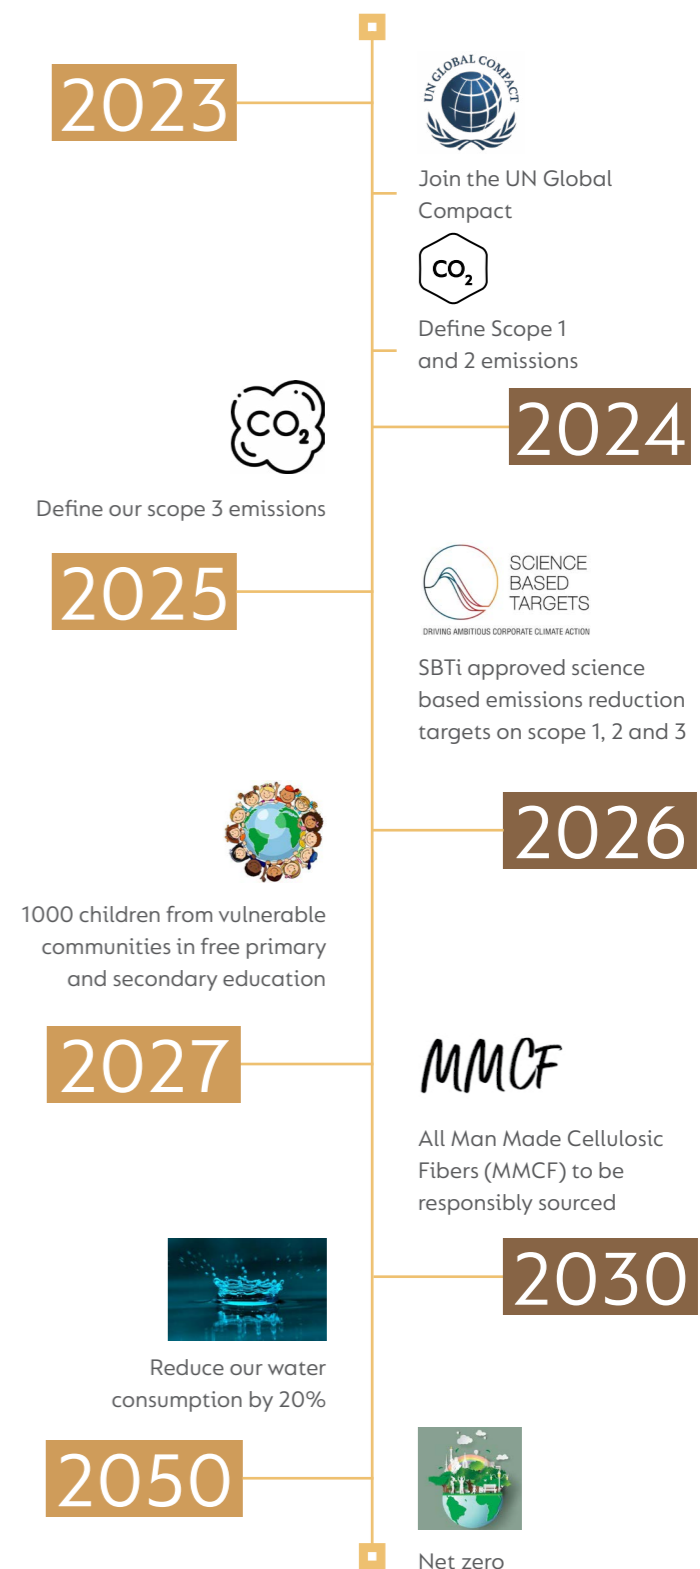 2023
UN GLOBAL COMPACT
Join the UN Global
Compact
CO2
Define Scope 1
and 2 emissions
2024
CO2
Define our scope 3 emissions
2025
SCIENCE
BASED
TARGETS
DRIVING AMBITIOUS CORPORATE CLIMATE ACTION
SBTi approved science
based emissions reduction
targets on scope 1, 2 and 3
2026
1000 children from vulnerable
communities in free primary
and secondary education
2027
MMCF
All Man Made Cellulosic
Fibers (MMCF) to be
responsibly sourced
2030
Reduce our water
consumption by 20%
2050
Net zero